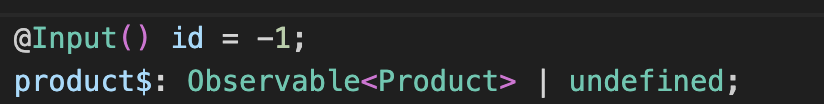 @Input() id = -1;
product$: Observable<Product> | undefined;